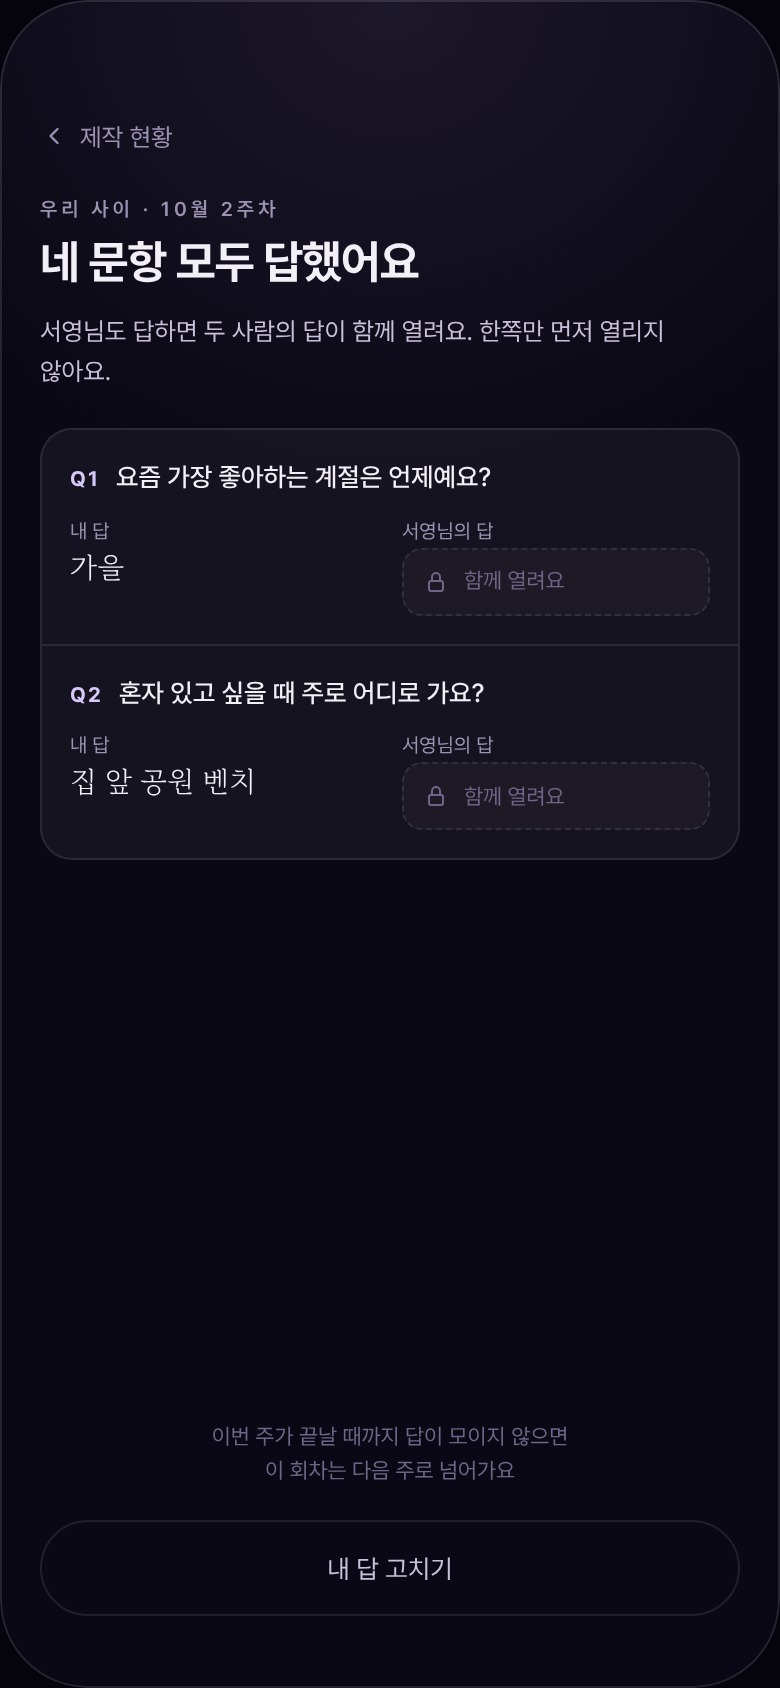 제작 현황
우리 사이 · 10월 2주차
네 문항 모두 답했어요
서영님도 답하면 두 사람의 답이 함께 열려요. 한쪽만 먼저 열리지
않아요.
Q1 요즘 가장 좋아하는 계절은 언제예요?
내 답
가을
서영님의 답
함께 열려요
Q2 혼자 있고 싶을 때 주로 어디로 가요?
내 답
집 앞 공원 벤치
서영님의 답
함께 열려요
이번 주가 끝날 때까지 답이 모이지 않으면
이 회차는 다음 주로 넘어가요
내 답 고치기